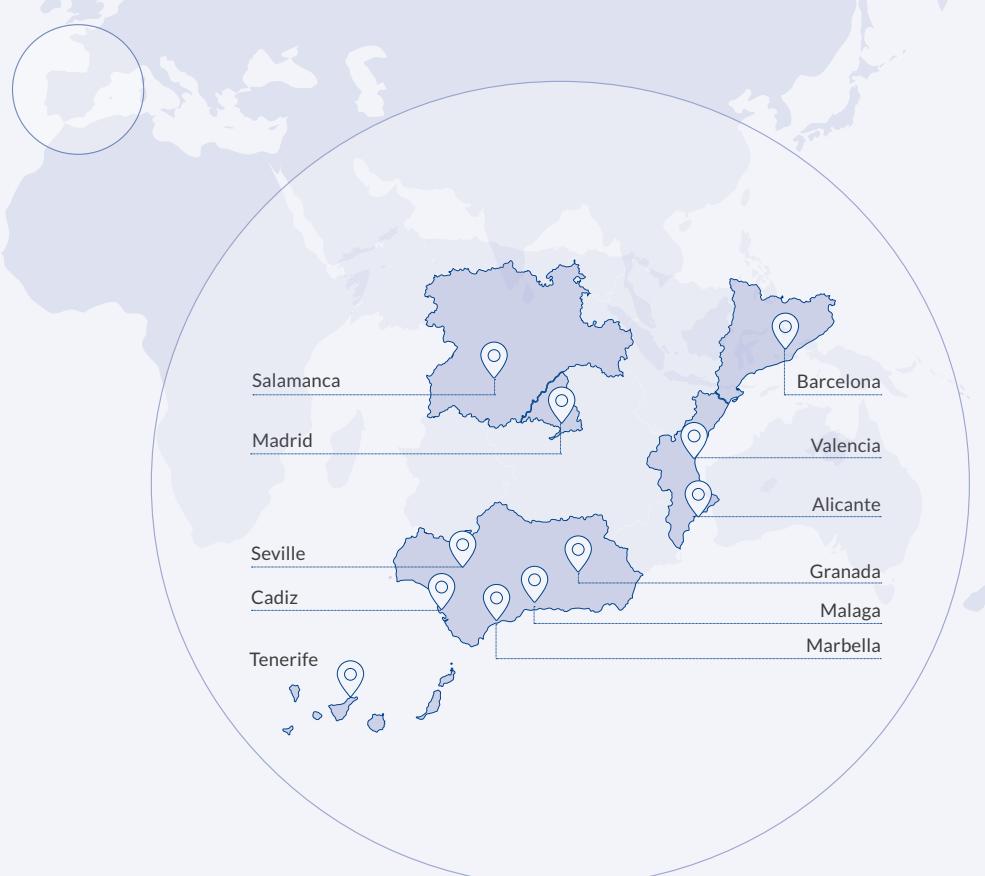 Salamanca
Barcelona
Madrid
Valencia
Alicante
Seville
Granada
Cadiz
Malaga
Marbella
Tenerife